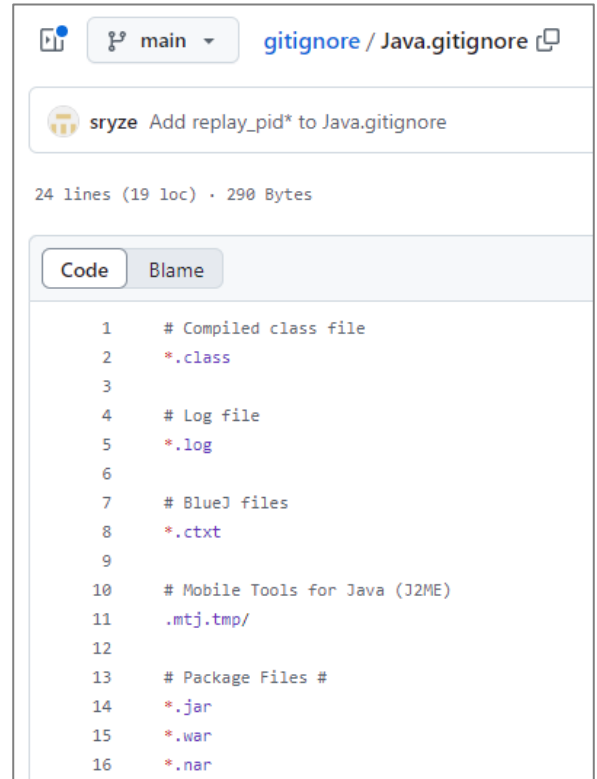 main
gitignore / Java.gitignore
sryze Add replay_pid* to Java.gitignore
24 lines (19 loc) · 290 Bytes
Code Blame
1 # Compiled class file
2 *.class
3
4 # Log file
5 *.log
6
7 # BlueJ files
8 *.ctxt
9
10 # Mobile Tools for Java (J2ME)
11 .mtj.tmp/
12
13 # Package Files #
14 *.jar
15 *.war
16 *.nar